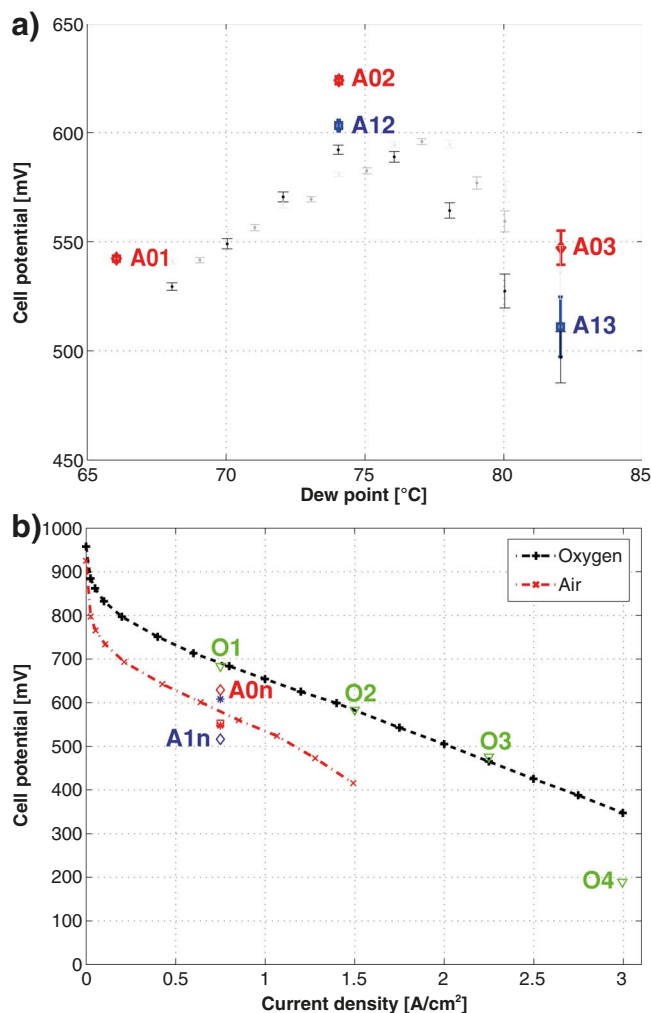 a)
650
600
550
500
450
Cell potential [mV]
A02
A12
A01
A03
A13
65
70
75
80
85
Dew point [°C]
b)
1000
900
800
700
600
500
400
300
200
100
0
Cell potential [mV]
Oxygen
Air
O1
A0n
O2
A1n
O3
O4
0
0.5
1
1.5
2
2.5
3
Current density [A/cm²]